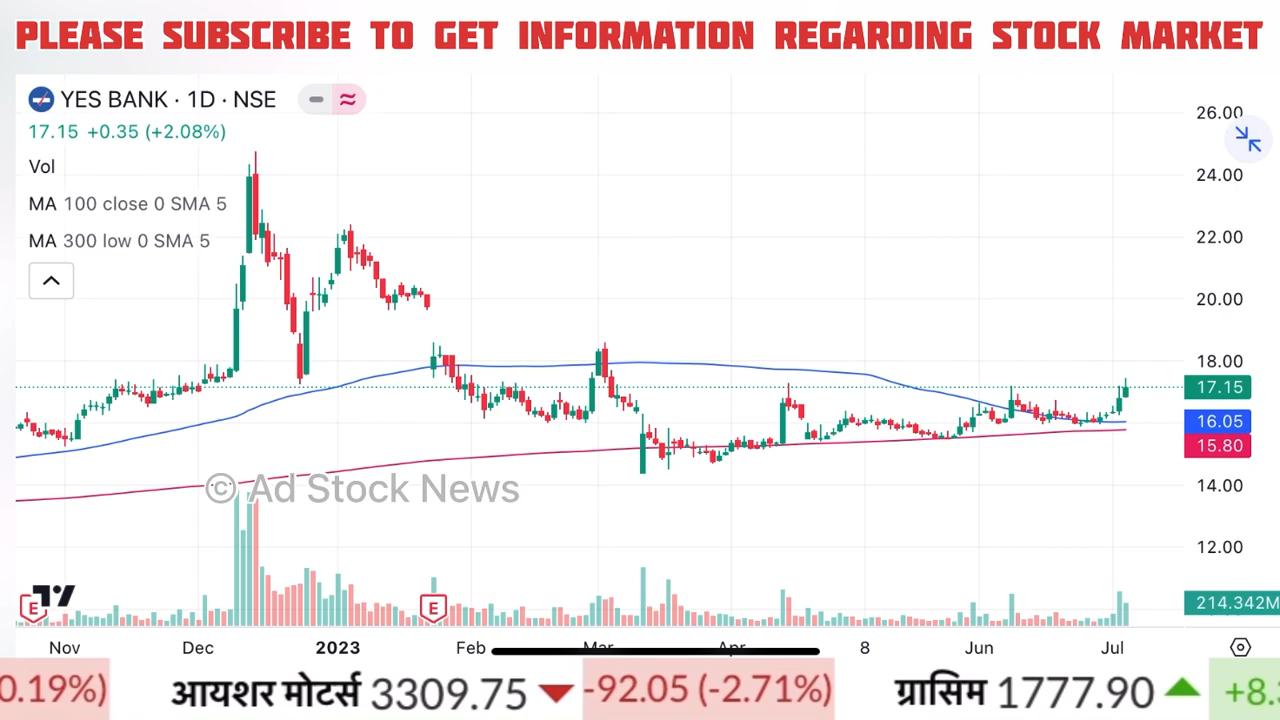 PLEASE SUBSCRIBE TO GET INFORMATION REGARDING STOCK MARKET
YES BANK · 1D · NSE
17.15 +0.35 (+2.08%)
Vol
MA 100 close 0 SMA 5
MA 300 low 0 SMA 5
26.00
24.00
22.00
20.00
18.00
17.15
16.05
15.80
14.00
12.00
214.342M
© Ad Stock News
E
E
Nov Dec 2023 Feb Mar Apr 8 Jun Jul
0.19%) आयशर मोटर्स 3309.75 -92.05 (-2.71%) ग्रासिम 1777.90 +8.3